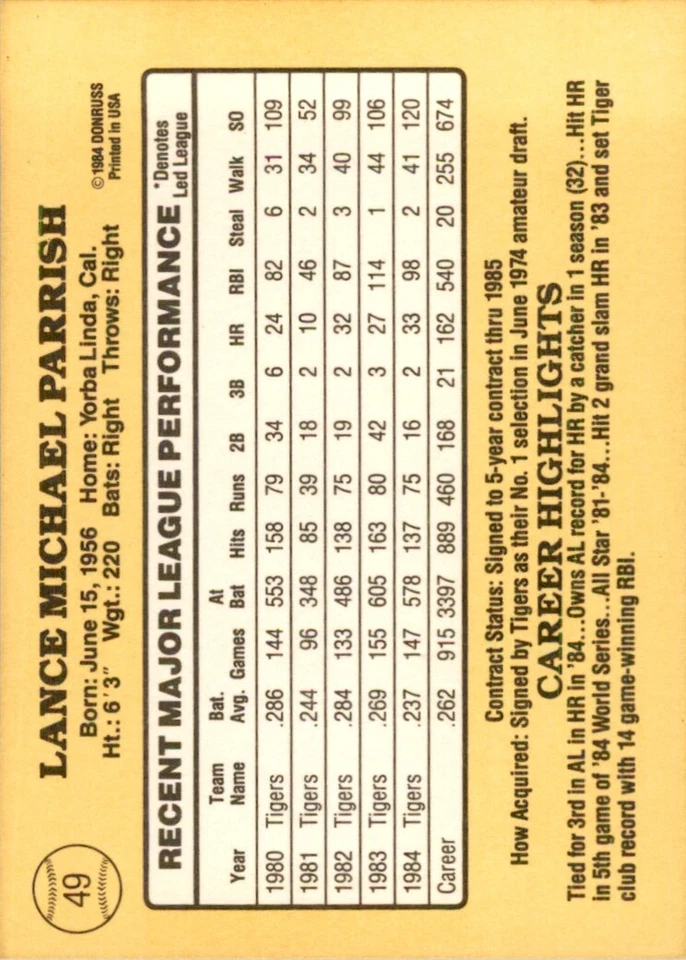 49
LANCE MICHAEL PARRISH
Born: June 15, 1956 Home: Yorba Linda, Cal.
Ht.: 6'3" Wgt.: 220 Bats: Right Throws: Right
©1984 DONRUSS
Printed in USA
RECENT MAJOR LEAGUE PERFORMANCE *Denotes Led League
Year Team Name Bat. Avg. Games At Bat Hits Runs 2B 3B HR RBI Steal Walk SO
1980 Tigers .286 144 553 158 79 34 6 24 82 6 31 109
1981 Tigers .244 96 348 85 39 18 2 10 46 2 34 52
1982 Tigers .284 133 486 138 75 19 2 32 87 3 40 99
1983 Tigers .269 155 605 163 80 42 3 27 114 1 44 106
1984 Tigers .237 147 578 137 75 16 2 33 98 2 41 120
Career .262 915 3397 889 460 168 21 162 540 20 255 674
Contract Status: Signed to 5-year contract thru 1985
How Acquired: Signed by Tigers as their No. 1 selection in June 1974 amateur draft.
CAREER HIGHLIGHTS
Tied for 3rd in AL in HR in '84...Owns AL record for HR by a catcher in 1 season (32)...Hit HR
in 5th game of '84 World Series...All Star '81-'84...Hit 2 grand slam HR in '83 and set Tiger
club record with 14 game-winning RBI.